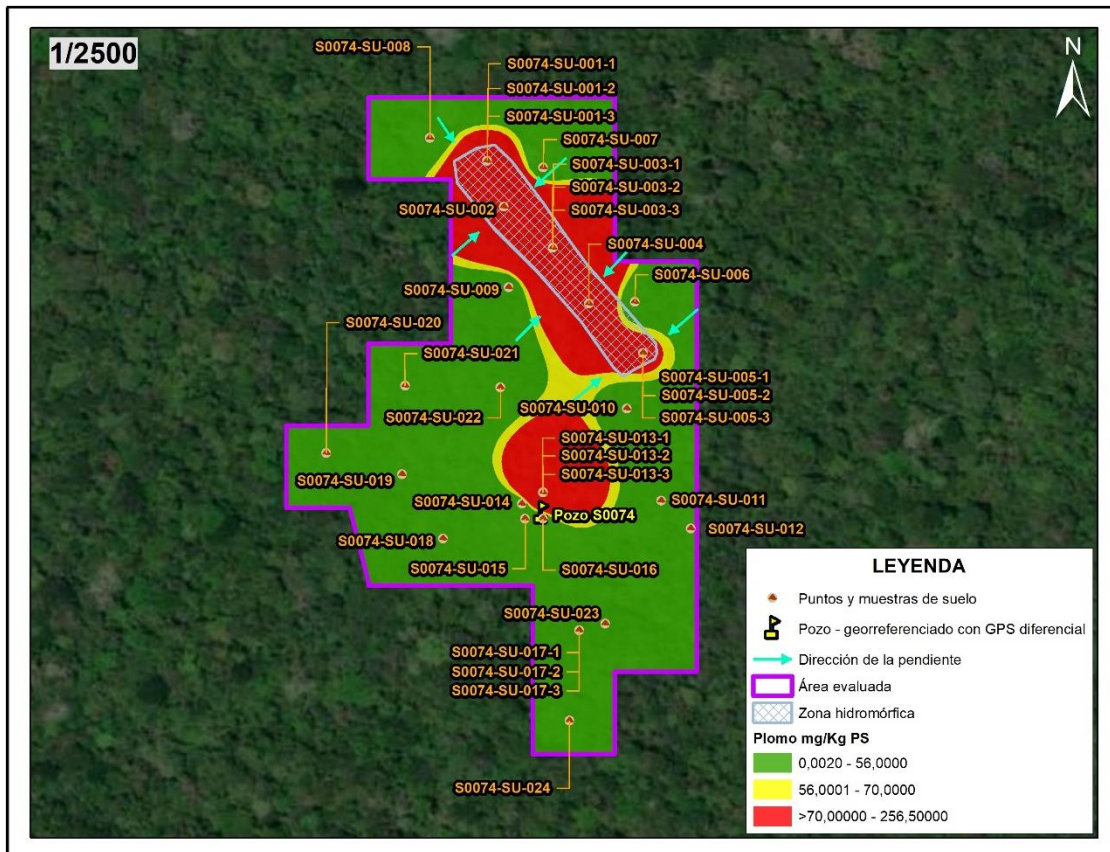 1/2500
N
S0074-SU-008
S0074-SU-001-1
S0074-SU-001-2
S0074-SU-001-3
S0074-SU-007
S0074-SU-003-1
S0074-SU-003-2
S0074-SU-002
S0074-SU-003-3
S0074-SU-004
S0074-SU-006
S0074-SU-009
S0074-SU-020
S0074-SU-021
S0074-SU-005-1
S0074-SU-005-2
S0074-SU-010
S0074-SU-022
S0074-SU-005-3
S0074-SU-013-1
S0074-SU-013-2
S0074-SU-013-3
S0074-SU-019
S0074-SU-014
S0074-SU-011
Pozo S0074
S0074-SU-012
S0074-SU-018
S0074-SU-015
S0074-SU-016
S0074-SU-023
S0074-SU-017-1
S0074-SU-017-2
S0074-SU-017-3
S0074-SU-024
LEYENDA
Puntos y muestras de suelo
Pozo - georreferenciado con GPS diferencial
Dirección de la pendiente
Área evaluada
Zona hidromórfica
Plomo mg/Kg PS
0,0020 - 56,0000
56,0001 - 70,0000
>70,00000 - 256,50000